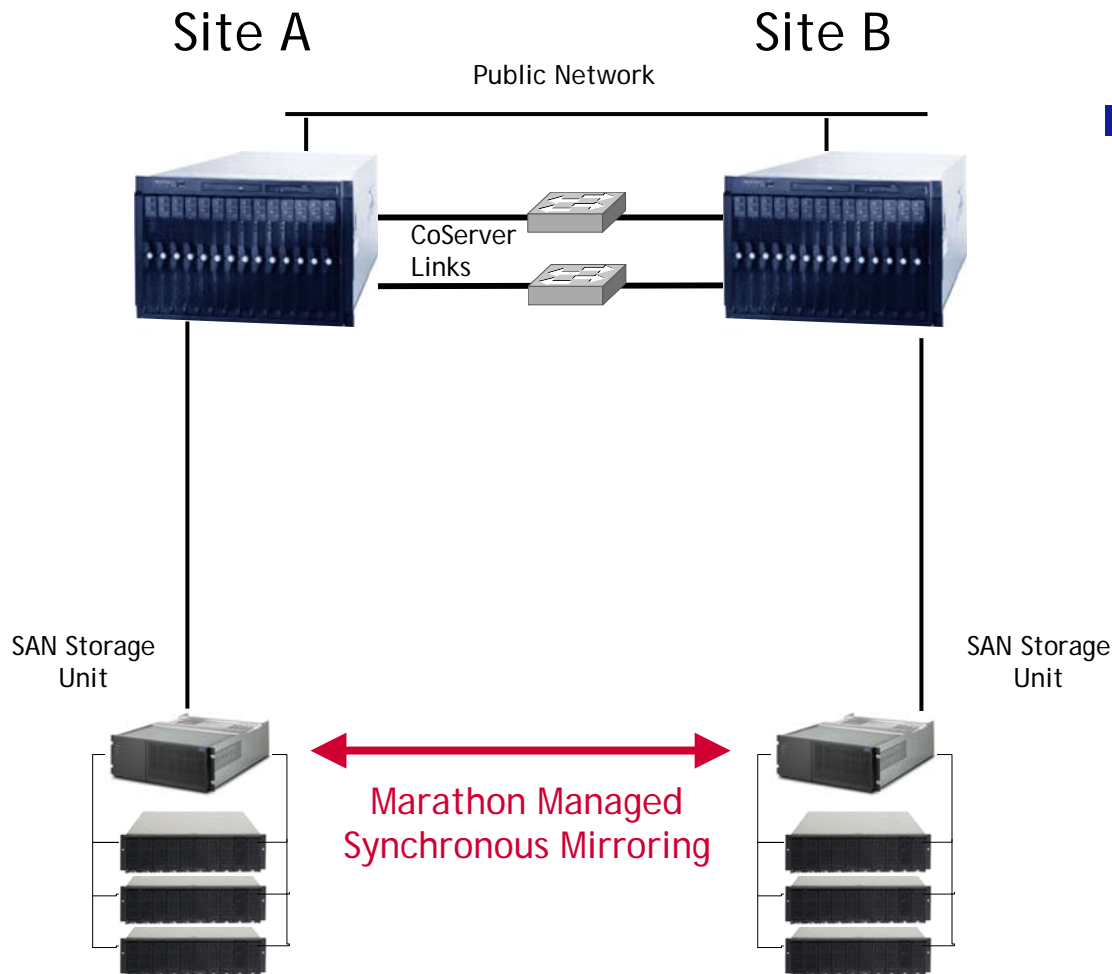 Site A
Site B
Public Network
CoServer
Links
SAN Storage
Unit
SAN Storage
Unit
Marathon Managed
Synchronous Mirroring